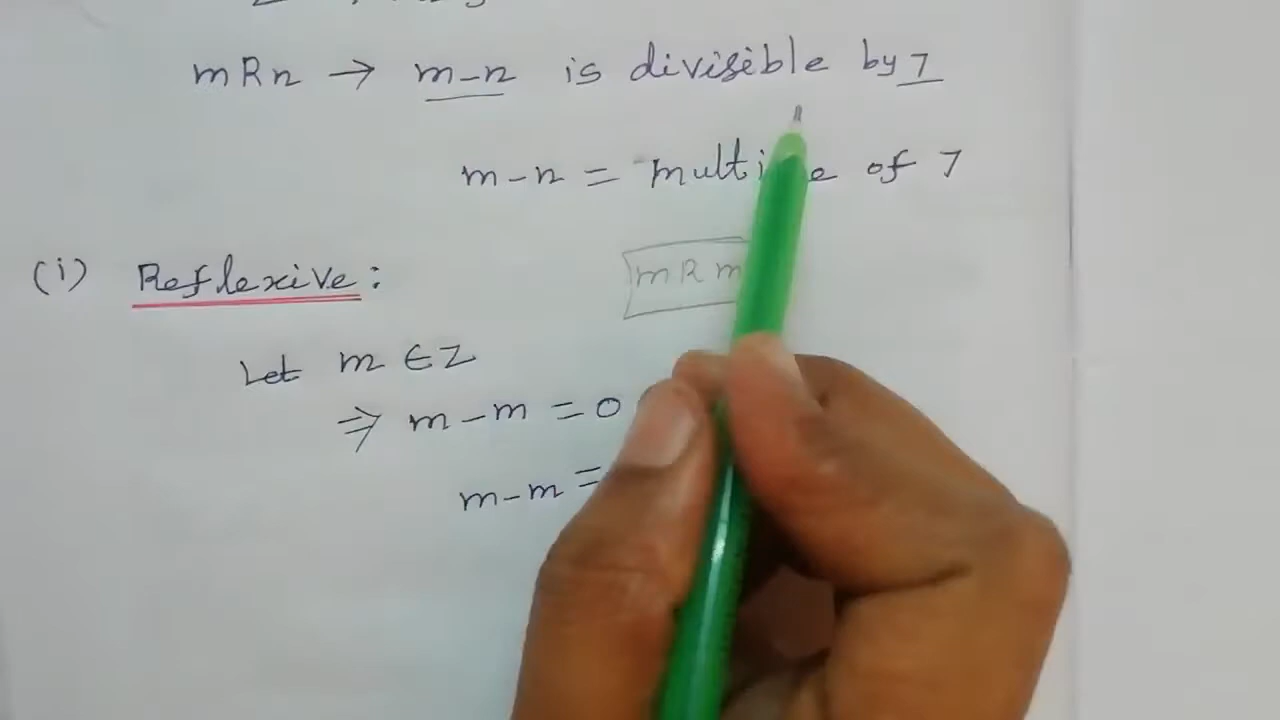 mRn → m-n is divisible by 7
m-n = multi e of 7
(i) Reflexive:
mRm
Let m ∈ Z
⇒ m-m = 0
m-m =